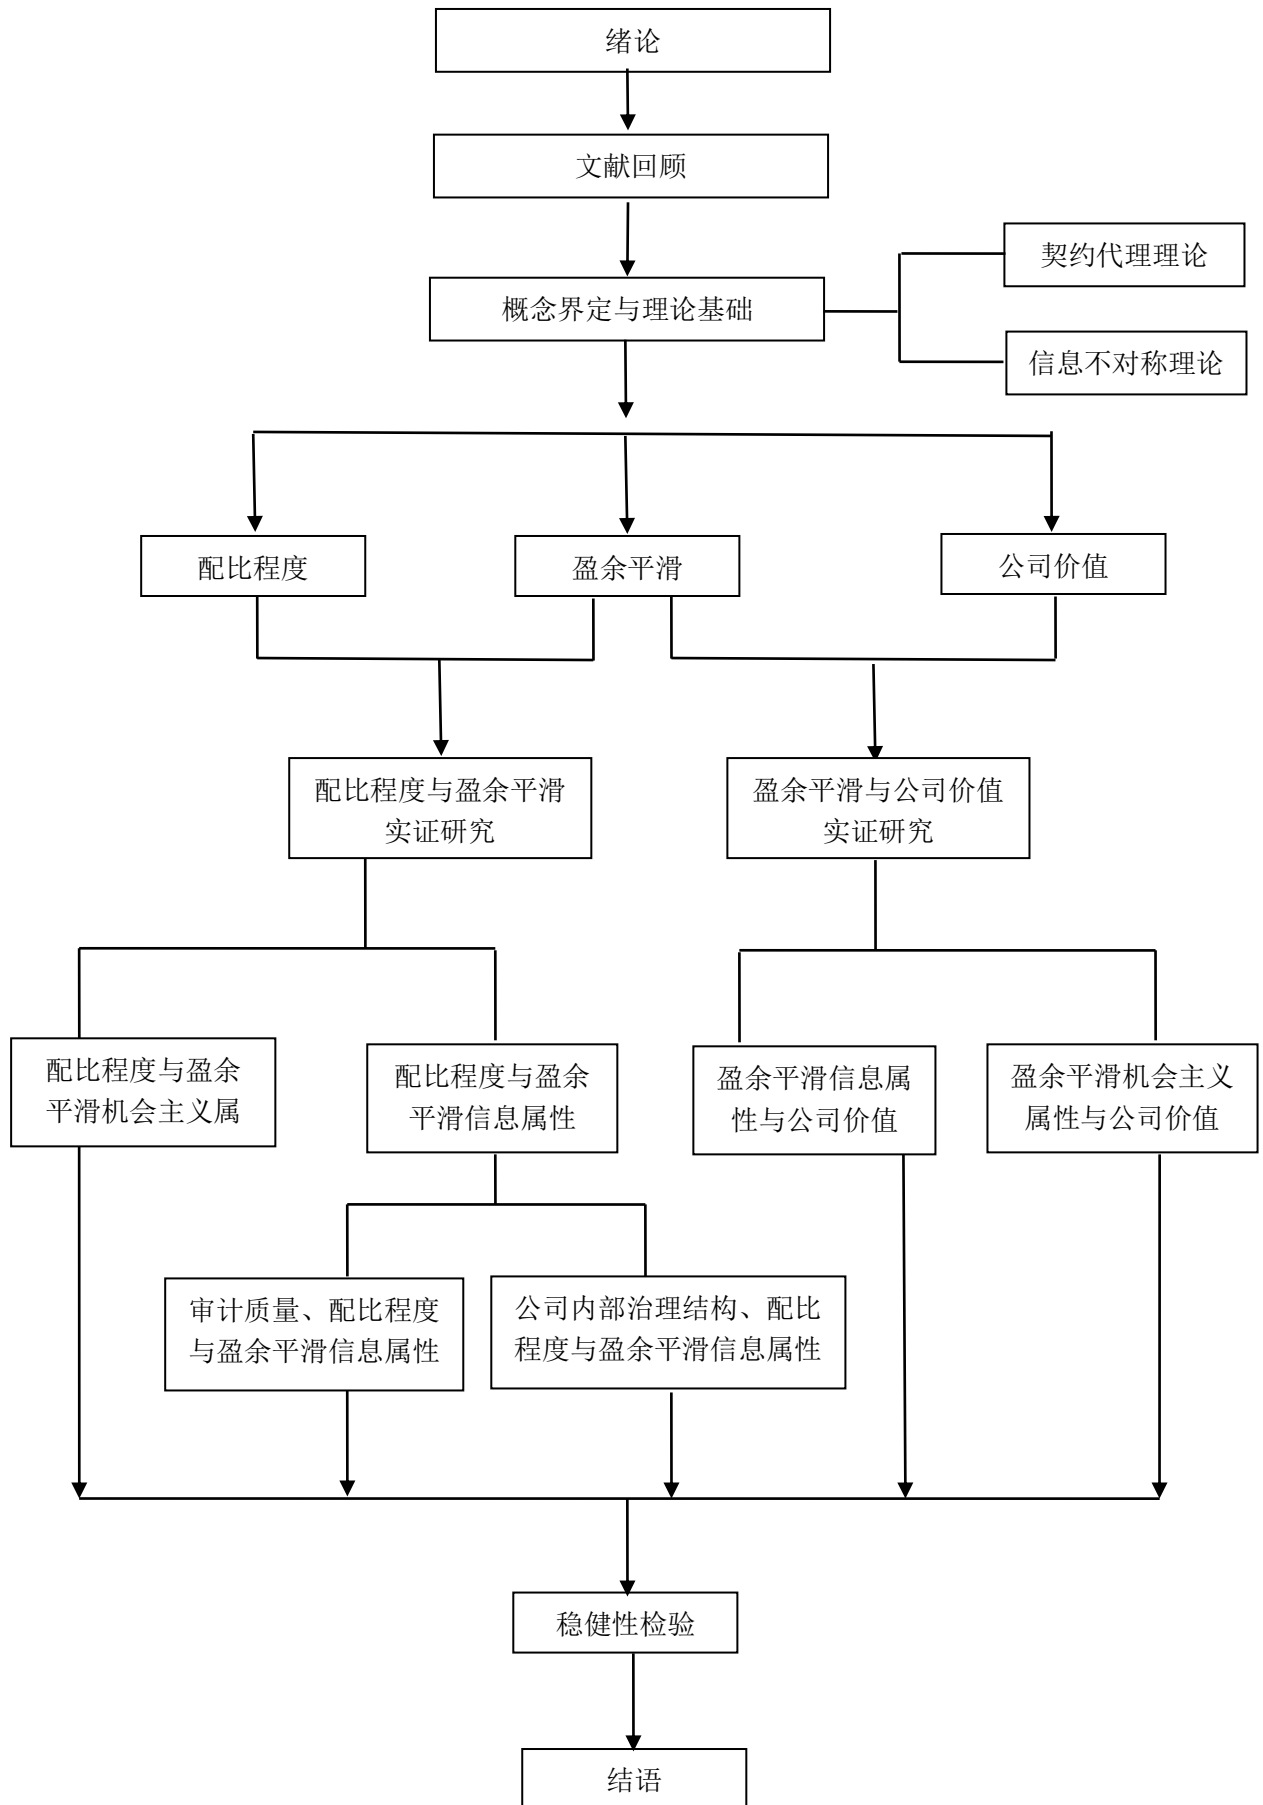 绪论
文献回顾
契约代理理论
概念界定与理论基础
信息不对称理论
配比程度
盈余平滑
公司价值
配比程度与盈余平滑
实证研究
盈余平滑与公司价值
实证研究
配比程度与盈余
平滑机会主义属
配比程度与盈余
平滑信息属性
盈余平滑信息属
性与公司价值
盈余平滑机会主义
属性与公司价值
审计质量、配比程度
与盈余平滑信息属性
公司内部治理结构、配比
程度与盈余平滑信息属性
稳健性检验
结语